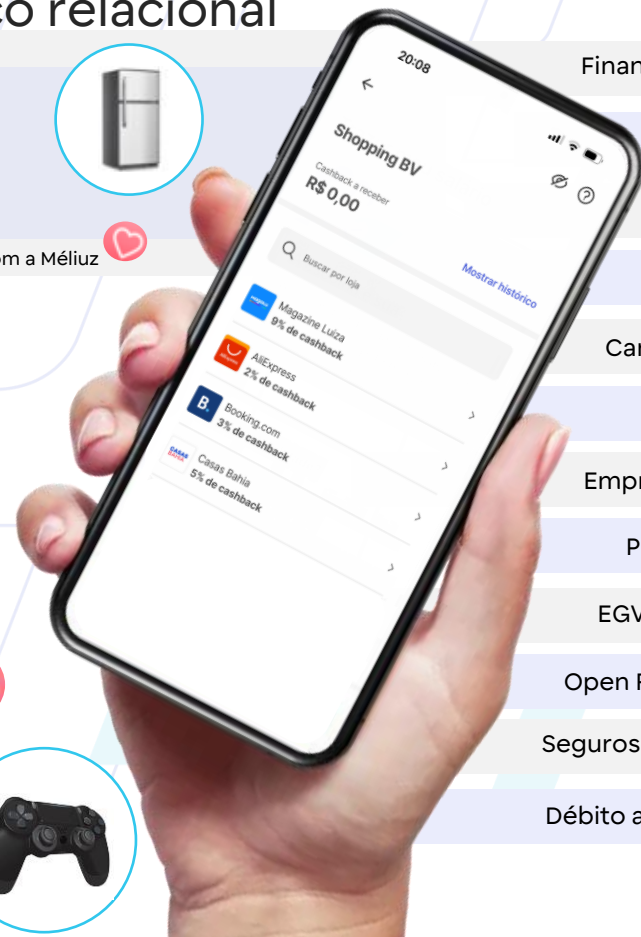 co relacional
om a Méliuz
20:08
Shopping BV
Cashback a receber
R$ 0,00
Mostrar histórico
Buscar por loja
Magazine Luiza
9% de cashback
AliExpress
2% de cashback
B.
Booking.com
3% de cashback
CASAS
BAHIA
Casas Bahia
5% de cashback
Finan
Car
Empr
P
EGV
Open F
Seguros
Débito a